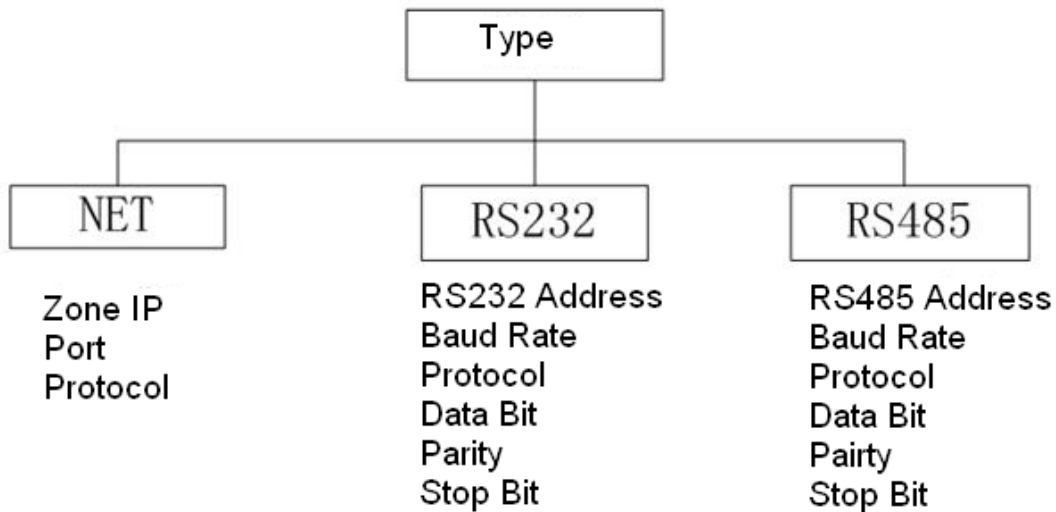 Type
NET
Zone IP
Port
Protocol
RS232
RS232 Address
Baud Rate
Protocol
Data Bit
Parity
Stop Bit
RS485
RS485 Address
Baud Rate
Protocol
Data Bit
Pairty
Stop Bit